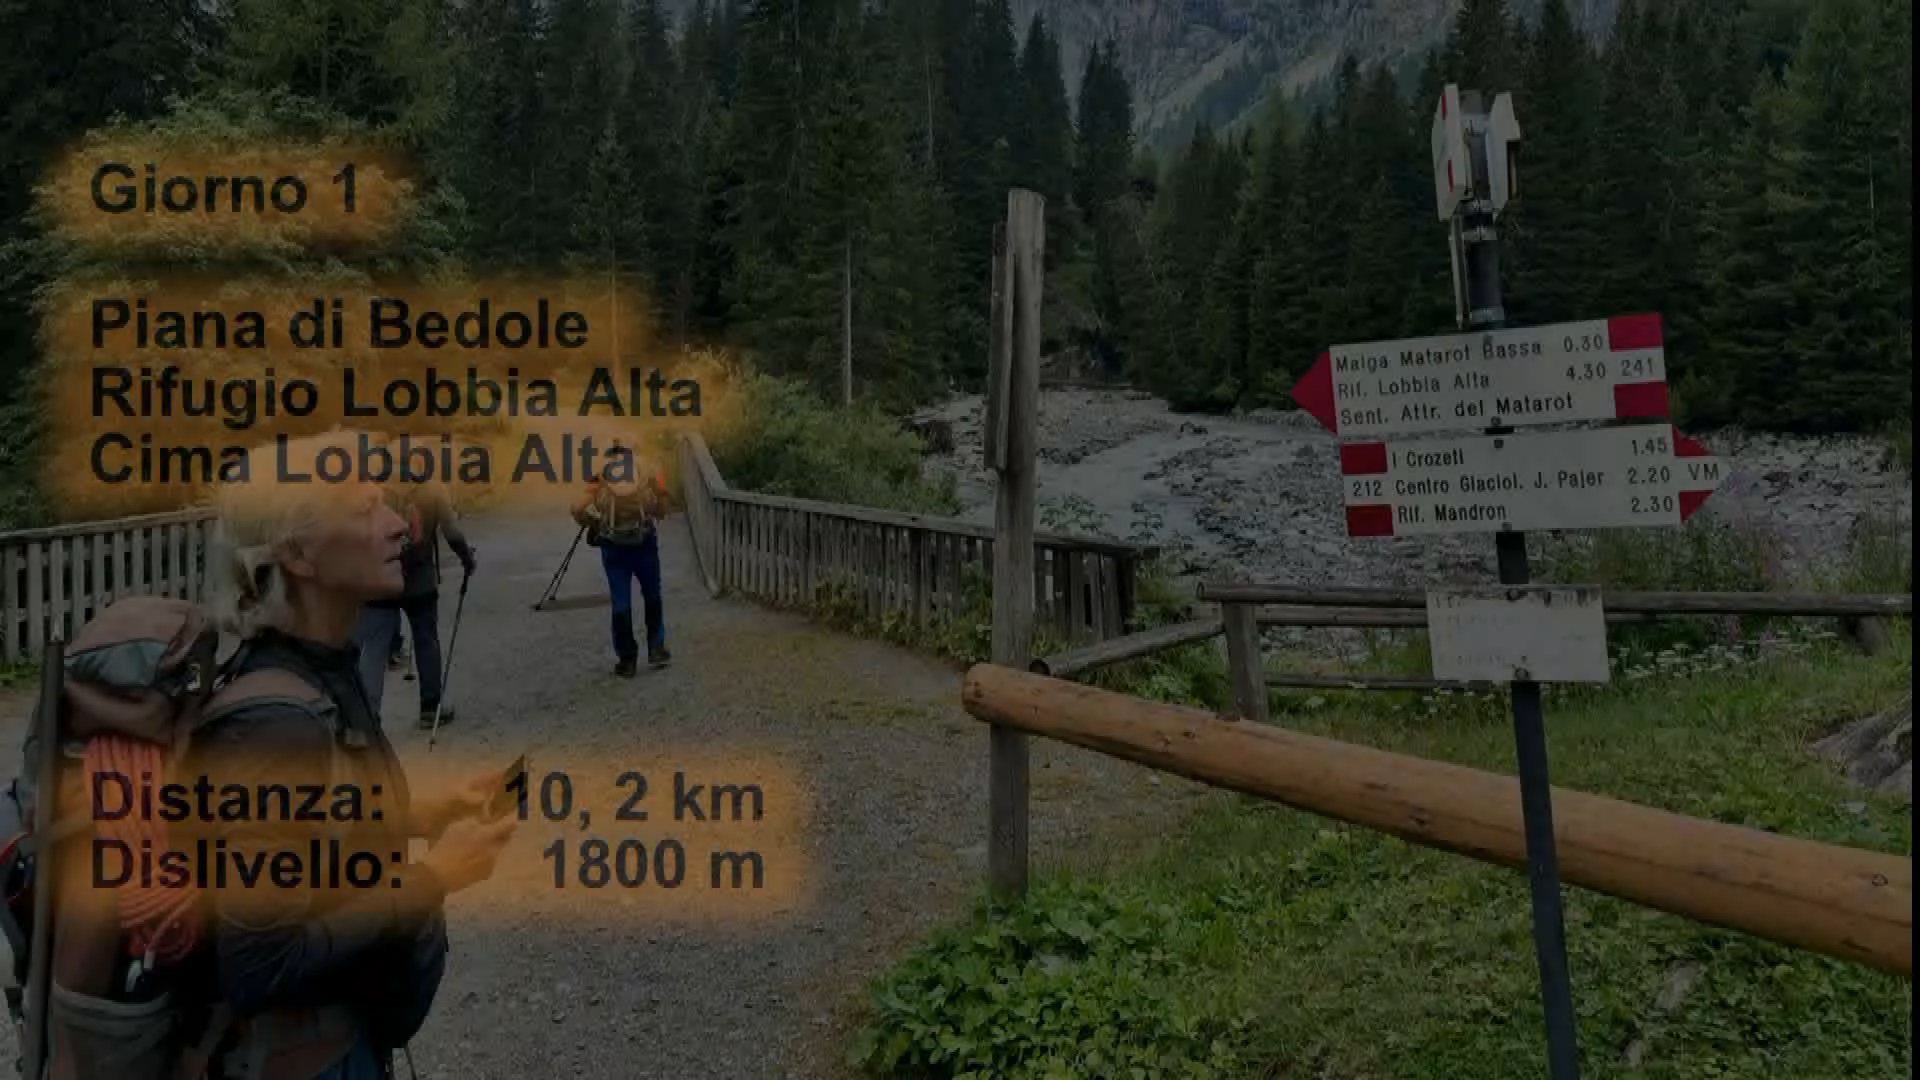 Giorno 1
Piana di Bedole
Rifugio Lobbia Alta
Cima Lobbia Alta
Distanza: 10, 2 km
Dislivello: 1800 m
Malga Matarot Bassa 0.30
Rif. Lobbia Alta 4.30 241
Sent. Attr. del Matarot
I Crozeti 1.45
212 Centro Glaciol. J. Pajer 2.20 VM
Rif. Mandron 2.30